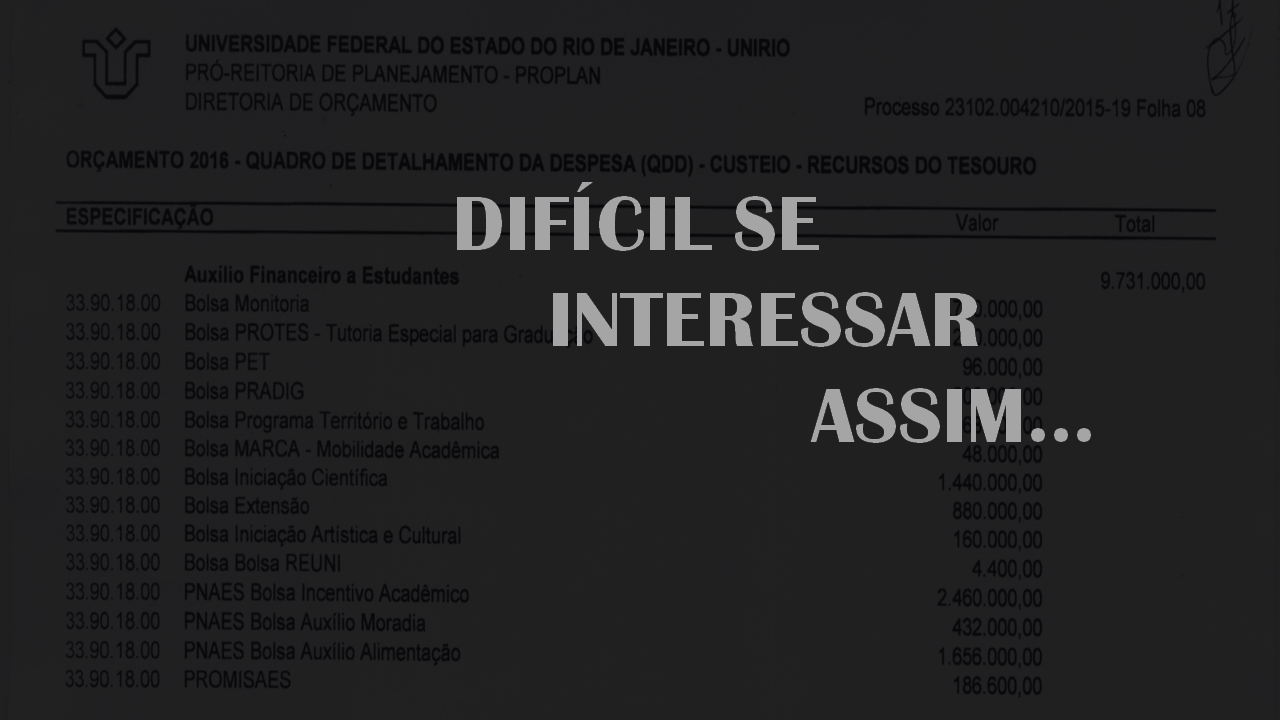 UNIVERSIDADE FEDERAL DO ESTADO DO RIO DE JANEIRO - UNIRIO
PRÓ-REITORIA DE PLANEJAMENTO - PROPLAN
DIRETORIA DE ORÇAMENTO
Processo 23102.004210/2015-19 Folha 08
ORÇAMENTO 2016 - QUADRO DE DETALHAMENTO DA DESPESA (QDD) - CUSTEIO - RECURSOS DO TESOURO
DIFÍCIL SE
INTERESSAR
ASSIM...
ESPECIFICAÇÃO Valor Total
Auxílio Financeiro a Estudantes 9.731.000,00
33.90.18.00 Bolsa Monitoria
33.90.18.00 Bolsa PROTES - Tutoria Especial para
33.90.18.00 Bolsa PET 96.000,00
33.90.18.00 Bolsa PRADIG
33.90.18.00 Bolsa Programa Território e Trabalho
33.90.18.00 Bolsa MARCA - Mobilidade Acadêmica 48.000,00
33.90.18.00 Bolsa Iniciação Científica 1.440.000,00
33.90.18.00 Bolsa Extensão 880.000,00
33.90.18.00 Bolsa Iniciação Artística e Cultural 160.000,00
33.90.18.00 Bolsa Bolsa REUNI 4.400,00
33.90.18.00 PNAES Bolsa Incentivo Acadêmico 2.460.000,00
33.90.18.00 PNAES Bolsa Auxílio Moradia 432.000,00
33.90.18.00 PNAES Bolsa Auxílio Alimentação 1.656.000,00
33.90.18.00 PROMISAES 186.600,00